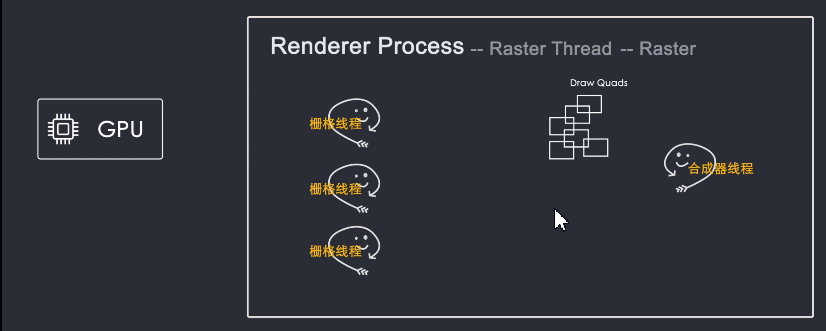 Renderer Process -- Raster Thread -- Raster
Draw Quads
GPU
栅格线程
合成器线程
栅格线程
栅格线程